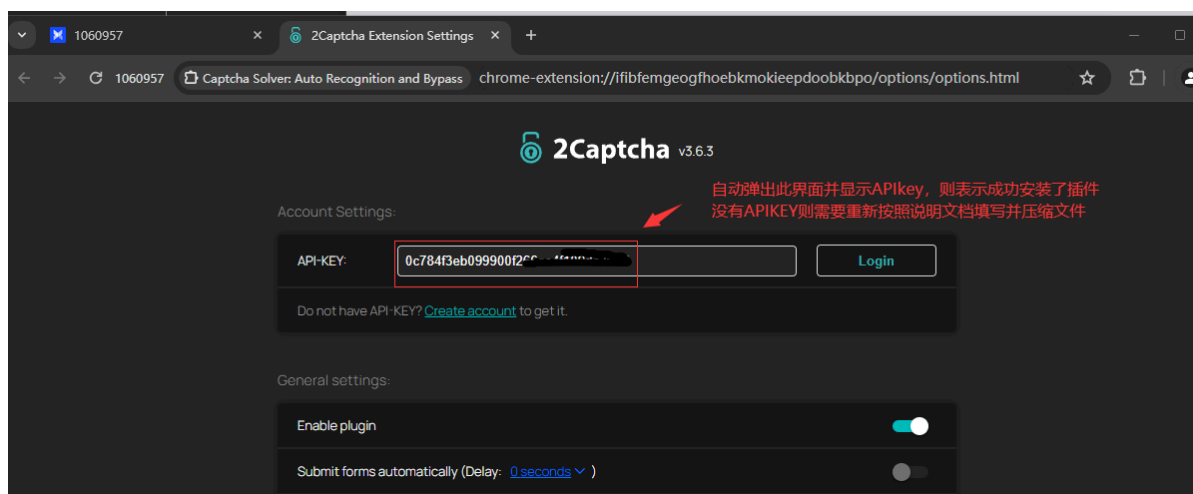 1060957
2Captcha Extension Settings
1060957
Captcha Solver: Auto Recognition and Bypass
chrome-extension://ifibfemgeogfhoebkmokieepdoobkbpo/options/options.html
2Captcha v3.6.3
自动弹出此界面并显示APIkey，则表示成功安装了插件
没有APIKEY则需要重新按照说明文档填写并压缩文件
Account Settings:
API-KEY:
Login
Do not have API-KEY? Create account to get it.
General settings:
Enable plugin
Submit forms automatically (Delay: 0 seconds )